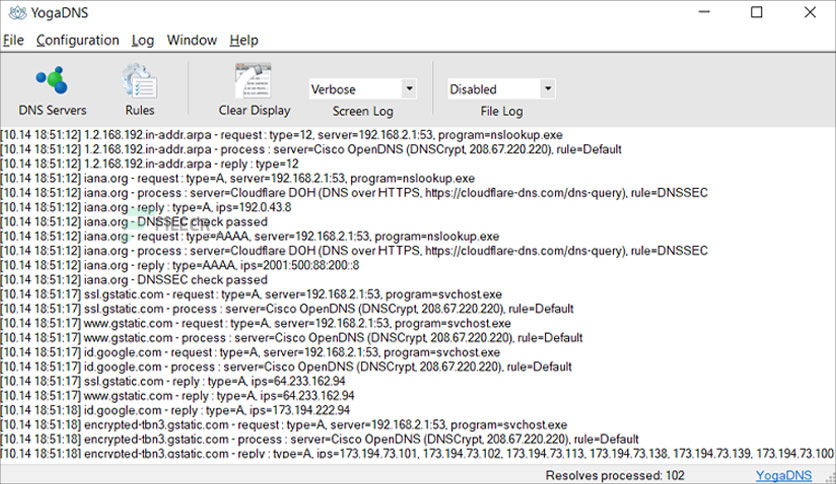 YogaDNS
File Configuration Log Window Help
DNS Servers
Rules
Clear Display
Verbose
Screen Log
Disabled
File Log
[10.14 18:51:12] 1.2.168.192.in-addr.arpa - request : type=12, server=192.168.2.1:53, program=nslookup.exe
[10.14 18:51:12] 1.2.168.192.in-addr.arpa - process : server=Cisco OpenDNS (DNSCrypt, 208.67.220.220), rule=Default
[10.14 18:51:12] 1.2.168.192.in-addr.arpa - reply : type=12
[10.14 18:51:12] iana.org - request : type=A, server=192.168.2.1:53, program=nslookup.exe
[10.14 18:51:12] iana.org - process : server=Cloudflare DOH (DNS over HTTPS, https://cloudflare-dns.com/dns-query), rule=DNSSEC
[10.14 18:51:12] iana.org - reply : type=A, ips=192.0.43.8
[10.14 18:51:12] iana.org - DNSSEC check passed
[10.14 18:51:12] iana.org - request : type=AAAA, server=192.168.2.1:53, program=nslookup.exe
[10.14 18:51:12] iana.org - process : server=Cloudflare DOH (DNS over HTTPS, https://cloudflare-dns.com/dns-query), rule=DNSSEC
[10.14 18:51:12] iana.org - reply : type=AAAA, ips=2001:500:88:200::8
[10.14 18:51:12] iana.org - DNSSEC check passed
[10.14 18:51:17] ssl.gstatic.com - request : type=A, server=192.168.2.1:53, program=svchost.exe
[10.14 18:51:17] ssl.gstatic.com - process : server=Cisco OpenDNS (DNSCrypt, 208.67.220.220), rule=Default
[10.14 18:51:17] www.gstatic.com - request : type=A, server=192.168.2.1:53, program=svchost.exe
[10.14 18:51:17] www.gstatic.com - process : server=Cisco OpenDNS (DNSCrypt, 208.67.220.220), rule=Default
[10.14 18:51:17] id.google.com - request : type=A, server=192.168.2.1:53, program=svchost.exe
[10.14 18:51:17] id.google.com - process : server=Cisco OpenDNS (DNSCrypt, 208.67.220.220), rule=Default
[10.14 18:51:17] ssl.gstatic.com - reply : type=A, ips=64.233.162.94
[10.14 18:51:17] www.gstatic.com - reply : type=A, ips=64.233.162.94
[10.14 18:51:18] id.google.com - reply : type=A, ips=173.194.222.94
[10.14 18:51:18] encrypted-tbn3.gstatic.com - request : type=A, server=192.168.2.1:53, program=svchost.exe
[10.14 18:51:18] encrypted-tbn3.gstatic.com - process : server=Cisco OpenDNS (DNSCrypt, 208.67.220.220), rule=Default
[10.14 18:51:18] encrypted-tbn3.gstatic.com - reply : type=A, ips=173.194.73.101, 173.194.73.102, 173.194.73.113, 173.194.73.138, 173.194.73.139, 173.194.73.100
Resolves processed: 102
YogaDNS